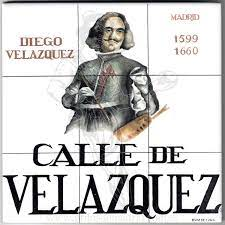 DIEGO
VELAZQUEZ
MADRID
1599
1660
CALLE DE
VELAZQUEZ